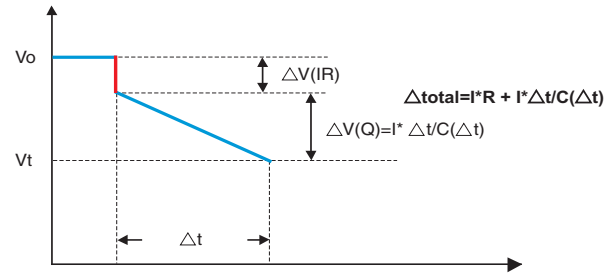 Vo
△V(IR)
△total=I*R + I*△t/C(△t)
△V(Q)=I* △t/C(△t)
Vt
△t